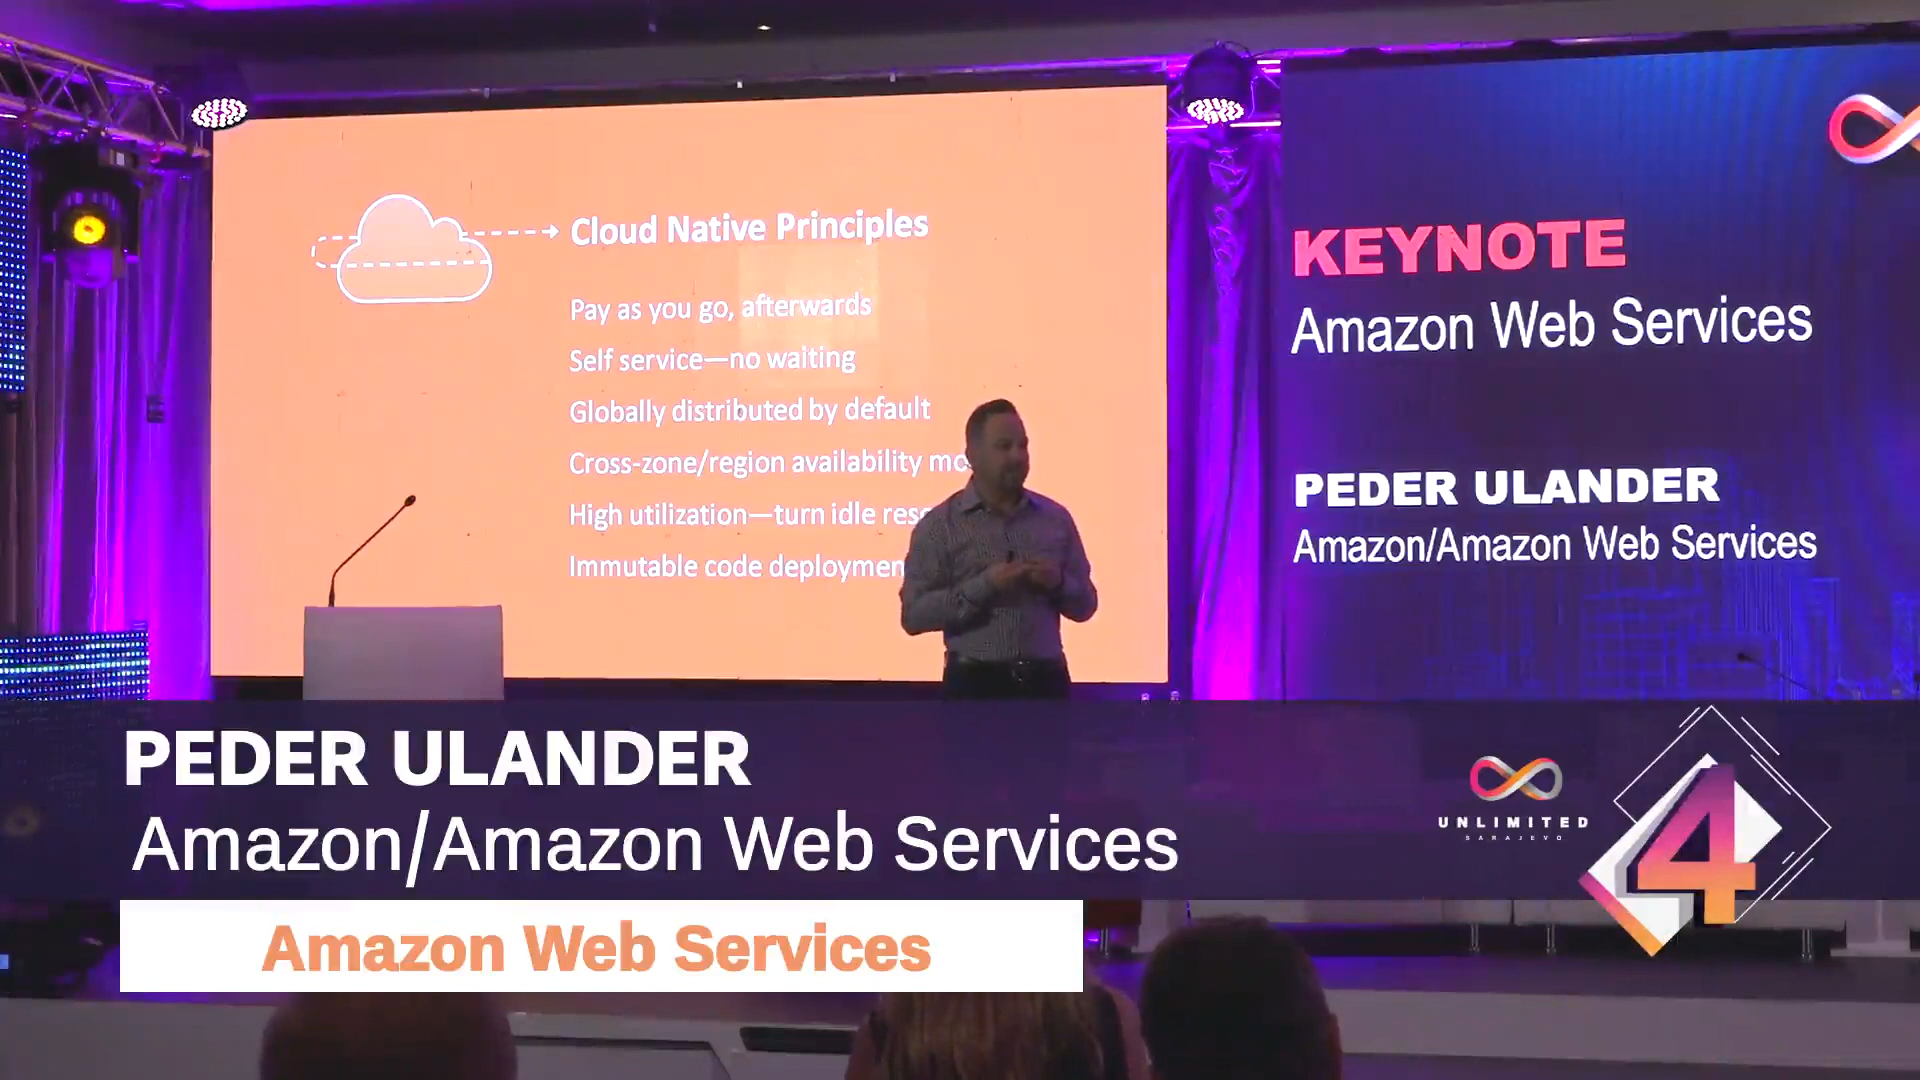 Cloud Native Principles
Pay as you go, afterwards
Self service—no waiting
Globally distributed by default
Cross-zone/region availability
High utilization—turn idle
Immutable code
KEYNOTE
Amazon Web Services
PEDER ULANDER
Amazon/Amazon Web Services
PEDER ULANDER
Amazon/Amazon Web Services
Amazon Web Services
UNLIMITED
SARAJEVO
4